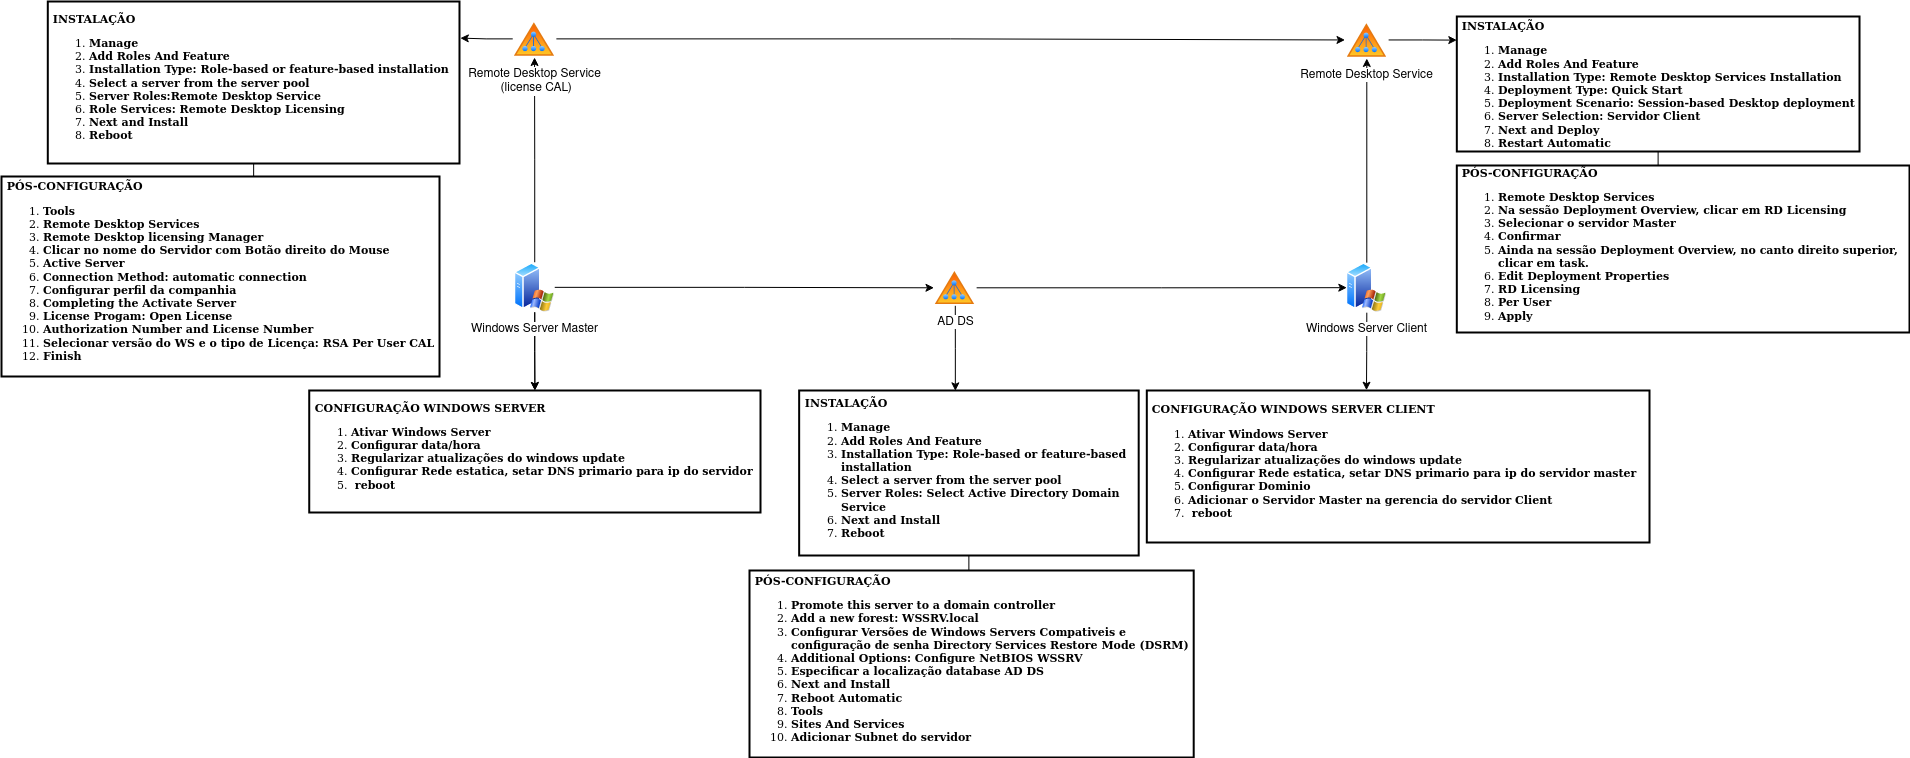 INSTALAÇÃO
1. Manage
2. Add Roles And Feature
3. Installation Type: Role-based or feature-based installation
4. Select a server from the server pool
5. Server Roles:Remote Desktop Service
6. Role Services: Remote Desktop Licensing
7. Next and Install
8. Reboot
Remote Desktop Service
(license CAL)
Remote Desktop Service
INSTALAÇÃO
1. Manage
2. Add Roles And Feature
3. Installation Type: Remote Desktop Services Installation
4. Deployment Type: Quick Start
5. Deployment Scenario: Session-based Desktop deployment
6. Server Selection: Servidor Client
7. Next and Deploy
8. Restart Automatic
PÓS-CONFIGURAÇÃO
1. Tools
2. Remote Desktop Services
3. Remote Desktop licensing Manager
4. Clicar no nome do Servidor com Botão direito do Mouse
5. Active Server
6. Connection Method: automatic connection
7. Configurar perfil da companhia
8. Completing the Activate Server
9. License Progam: Open License
10. Authorization Number and License Number
11. Selecionar versão do WS e o tipo de Licença: RSA Per User CAL
12. Finish
PÓS-CONFIGURAÇÃO
1. Remote Desktop Services
2. Na sessão Deployment Overview, clicar em RD Licensing
3. Selecionar o servidor Master
4. Confirmar
5. Ainda na sessão Deployment Overview, no canto direito superior,
clicar em task.
6. Edit Deployment Properties
7. RD Licensing
8. Per User
9. Apply
Windows Server Master
AD DS
Windows Server Client
CONFIGURAÇÃO WINDOWS SERVER
1. Ativar Windows Server
2. Configurar data/hora
3. Regularizar atualizações do windows update
4. Configurar Rede estatica, setar DNS primario para ip do servidor
5. reboot
INSTALAÇÃO
1. Manage
2. Add Roles And Feature
3. Installation Type: Role-based or feature-based
installation
4. Select a server from the server pool
5. Server Roles: Select Active Directory Domain
Service
6. Next and Install
7. Reboot
CONFIGURAÇÃO WINDOWS SERVER CLIENT
1. Ativar Windows Server
2. Configurar data/hora
3. Regularizar atualizações do windows update
4. Configurar Rede estatica, setar DNS primario para ip do servidor master
5. Configurar Dominio
6. Adicionar o Servidor Master na gerencia do servidor Client
7. reboot
PÓS-CONFIGURAÇÃO
1. Promote this server to a domain controller
2. Add a new forest: WSSRV.local
3. Configurar Versões de Windows Servers Compativeis e
configuração de senha Directory Services Restore Mode (DSRM)
4. Additional Options: Configure NetBIOS WSSRV
5. Especificar a localização database AD DS
6. Next and Install
7. Reboot Automatic
8. Tools
9. Sites And Services
10. Adicionar Subnet do servidor